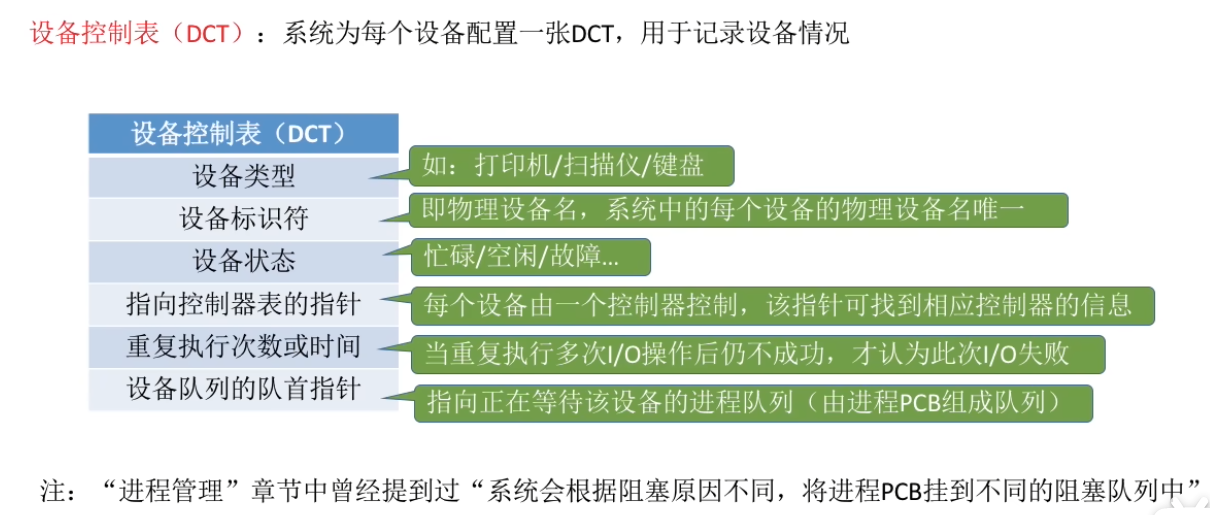 设备控制表（DCT）：系统为每个设备配置一张DCT，用于记录设备情况
设备控制表（DCT）
设备类型
如：打印机/扫描仪/键盘
设备标识符
即物理设备名，系统中的每个设备的物理设备名唯一
设备状态
忙碌/空闲/故障...
指向控制器表的指针
每个设备由一个控制器控制，该指针可找到相应控制器的信息
重复执行次数或时间
当重复执行多次I/O操作后仍不成功，才认为此次I/O失败
设备队列的队首指针
指向正在等待该设备的进程队列（由进程PCB组成队列）
注：“进程管理”章节中曾经提到过“系统会根据阻塞原因不同，将进程PCB挂到不同的阻塞队列中”